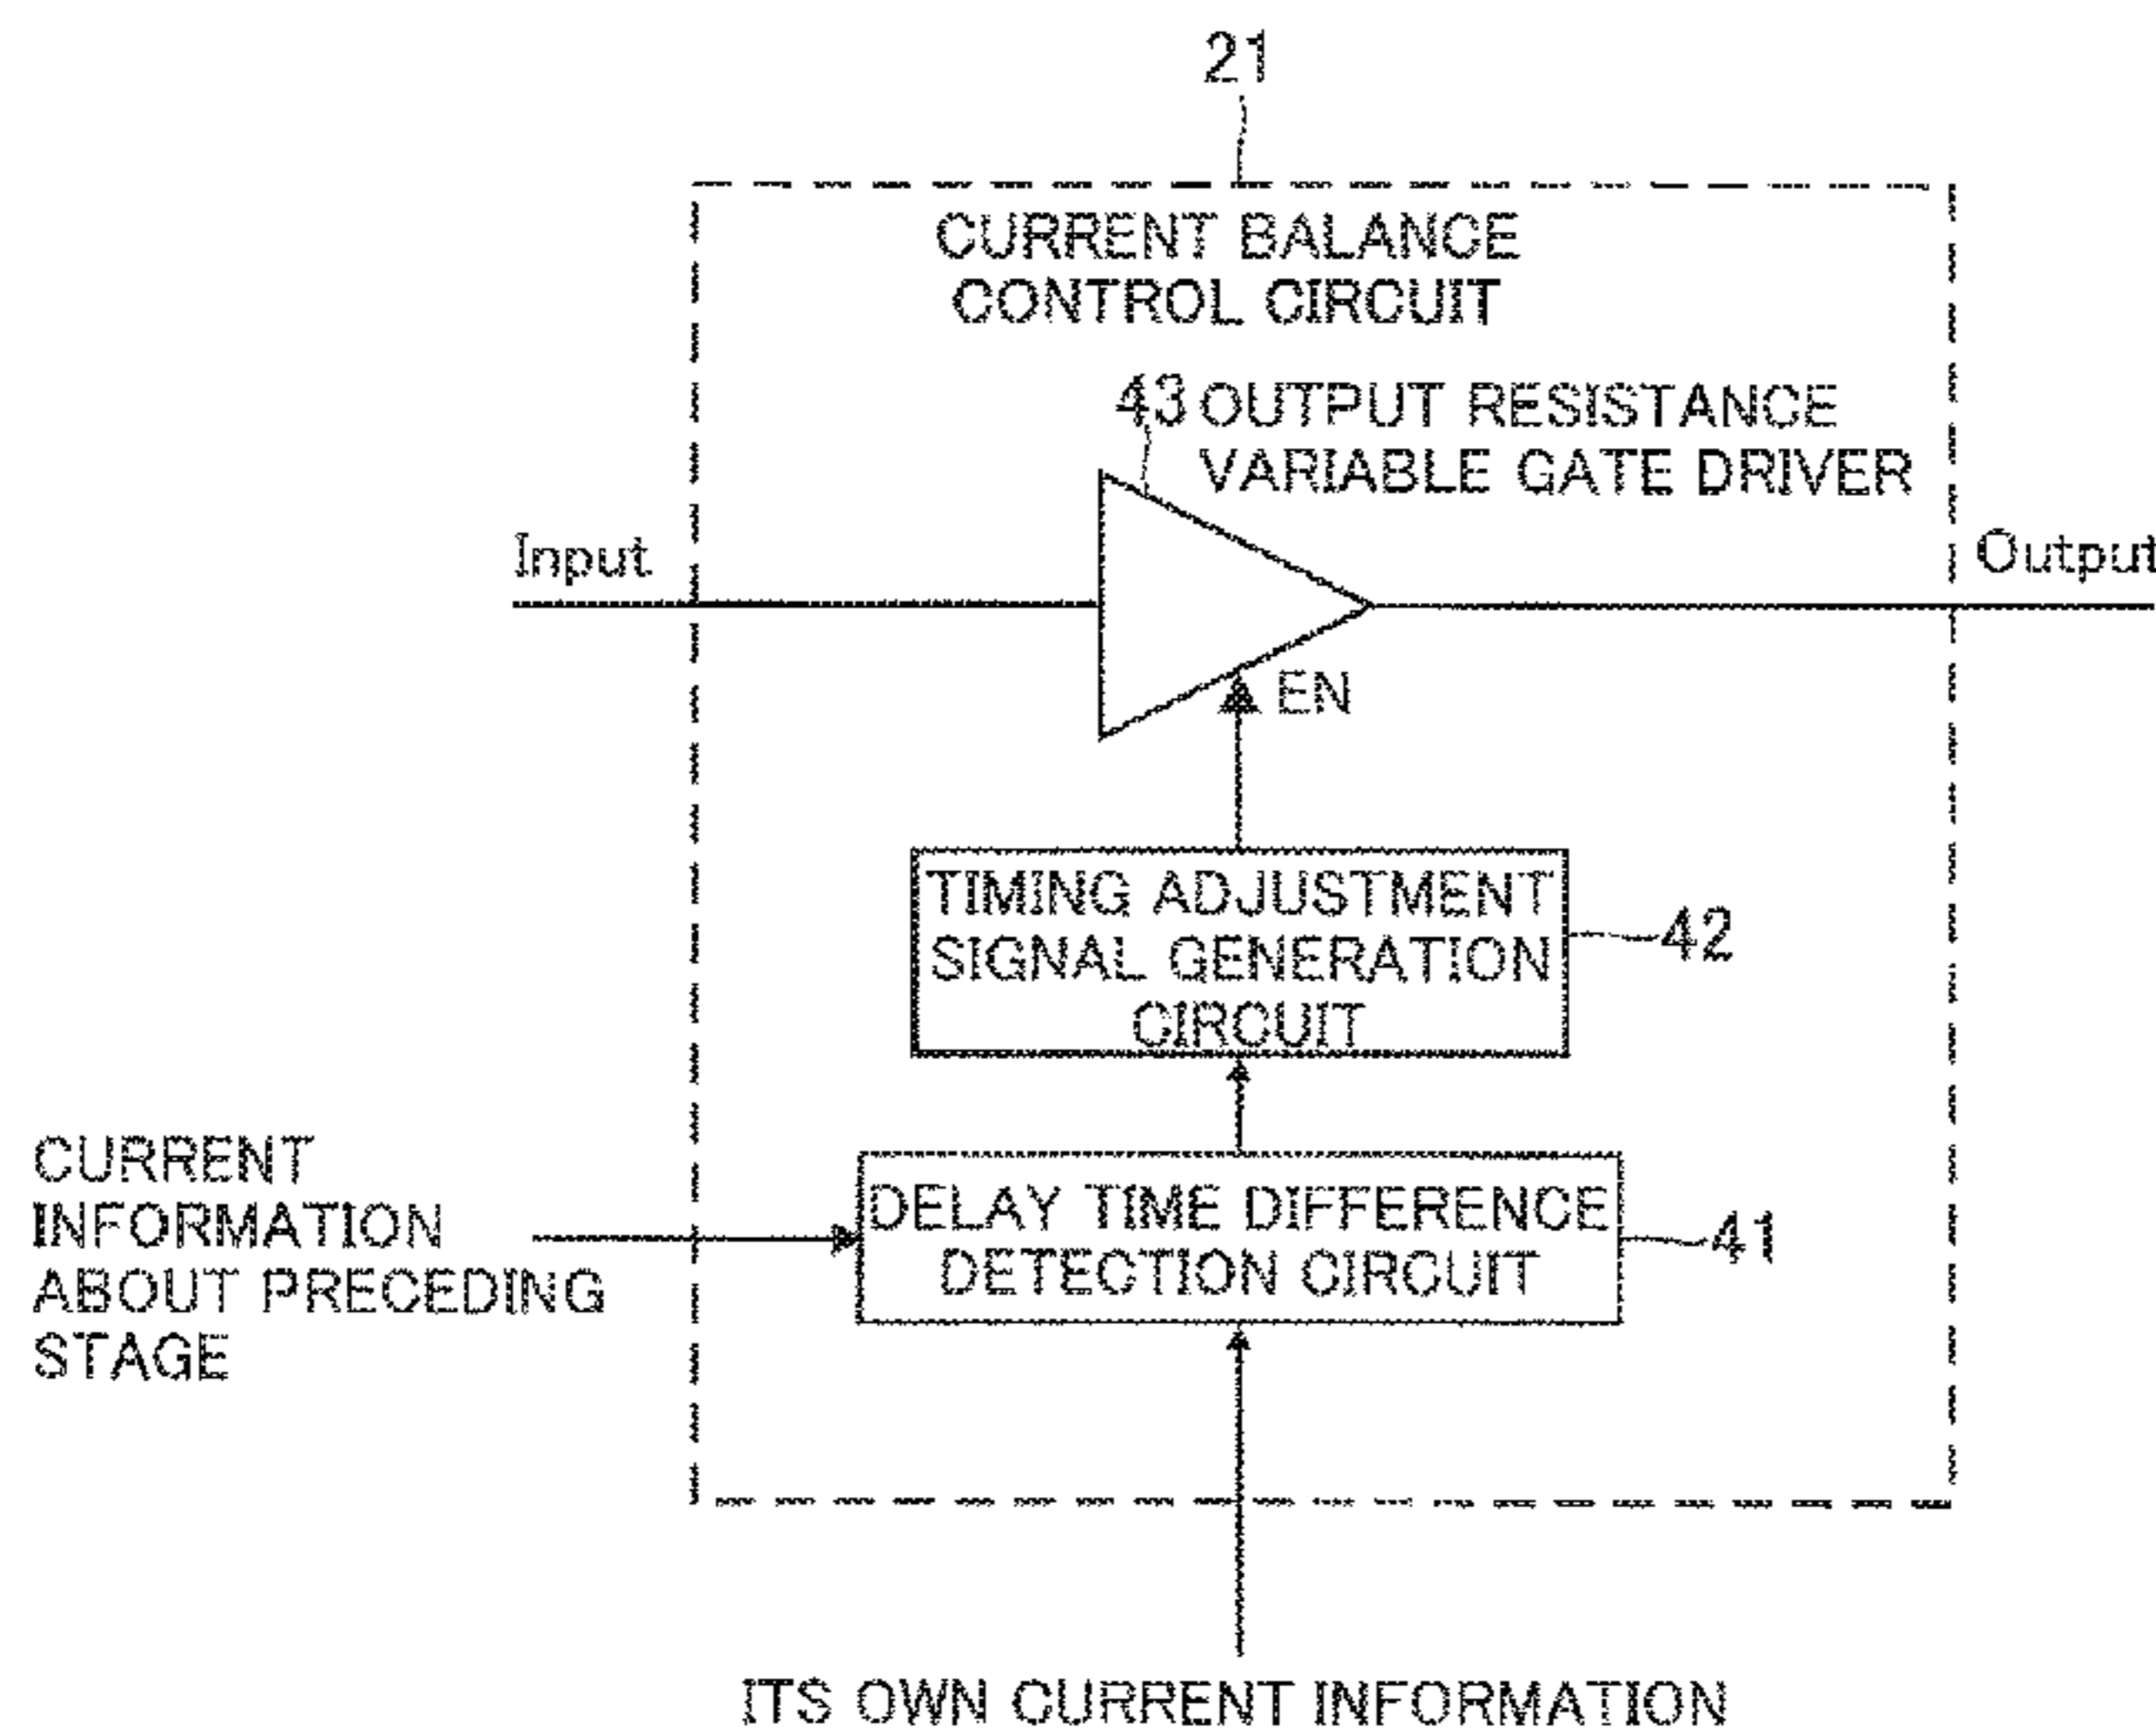 21
CURRENT BALANCE
CONTROL CIRCUIT
43 OUTPUT RESISTANCE
VARIABLE GATE DRIVER
Input
Output
EN
TIMING ADJUSTMENT
SIGNAL GENERATION
CIRCUIT
42
CURRENT
INFORMATION
ABOUT PRECEDING
STAGE
DELAY TIME DIFFERENCE
DETECTION CIRCUIT
41
ITS OWN CURRENT INFORMATION